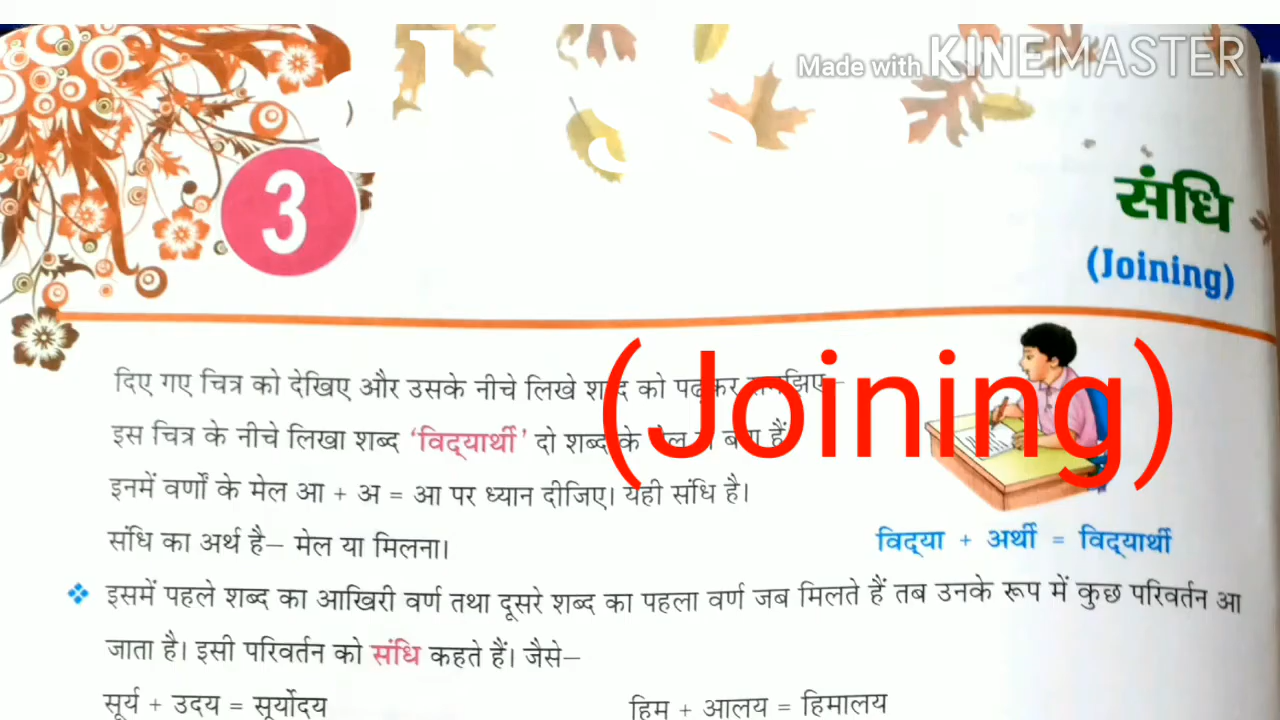 Made with KINEMASTER
3
संधि
(Joining)
(Joining)
दिए गए चित्र को देखिए और उसके नीचे लिखे को पढ़कर
इस चित्र के नीचे लिखा शब्द 'विद्यार्थी' दो शब्द के हैं
इनमें वर्णों के मेल आ + अ = आ पर ध्यान दीजिए। यही संधि है।
संधि का अर्थ है– मेल या मिलना।
विद्या + अर्थी = विद्यार्थी
❖ इसमें पहले शब्द का आखिरी वर्ण तथा दूसरे शब्द का पहला वर्ण जब मिलते हैं तब उनके रूप में कुछ परिवर्तन आ
जाता है। इसी परिवर्तन को संधि कहते हैं। जैसे–
सूर्य + उदय = सूर्योदय
हिम + आलय = हिमालय